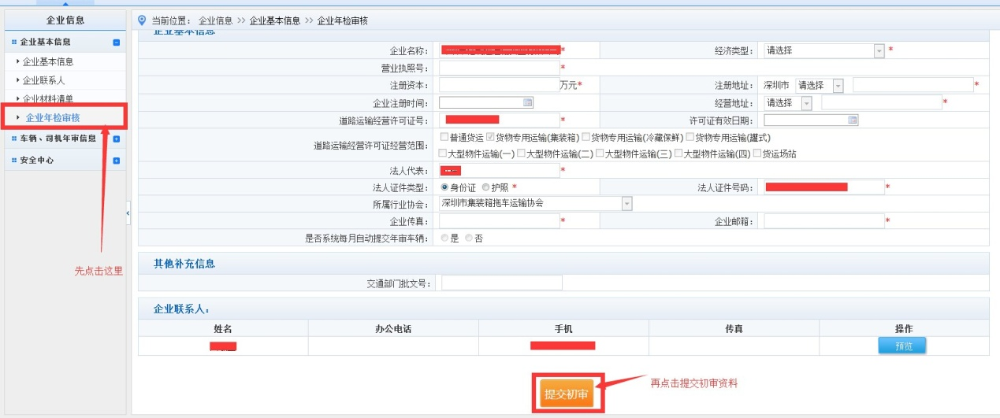 企业信息
当前位置： 企业信息 >> 企业基本信息 >> 企业年检审核
企业基本信息
企业基本信息
企业联系人
企业材料清单
企业年检审核
车辆、司机年审信息
安全中心
先点击这里
企业基本信息
企业名称： * 经济类型： 请选择 *
营业执照号： *
注册资本： 万元* 注册地址： 深圳市 请选择 *
企业注册时间： 经营地址： 请选择 *
道路运输经营许可证号： * 许可证有效日期：
道路运输经营许可证经营范围： 普通货运 货物专用运输(集装箱) 货物专用运输(冷藏保鲜) 货物专用运输(罐式)
大型物件运输(一) 大型物件运输(二) 大型物件运输(三) 大型物件运输(四) 货运场站
法人代表： *
法人证件类型： 身份证 护照 * 法人证件号码： *
所属行业协会： 深圳市集装箱拖车运输协会
企业传真： * 企业邮箱： *
是否系统每月自动提交年审车辆： 是 否
其他补充信息
交通部门批文号：
企业联系人：
姓名 办公电话 手机 传真 操作
预览
提交初审
再点击提交初审资料